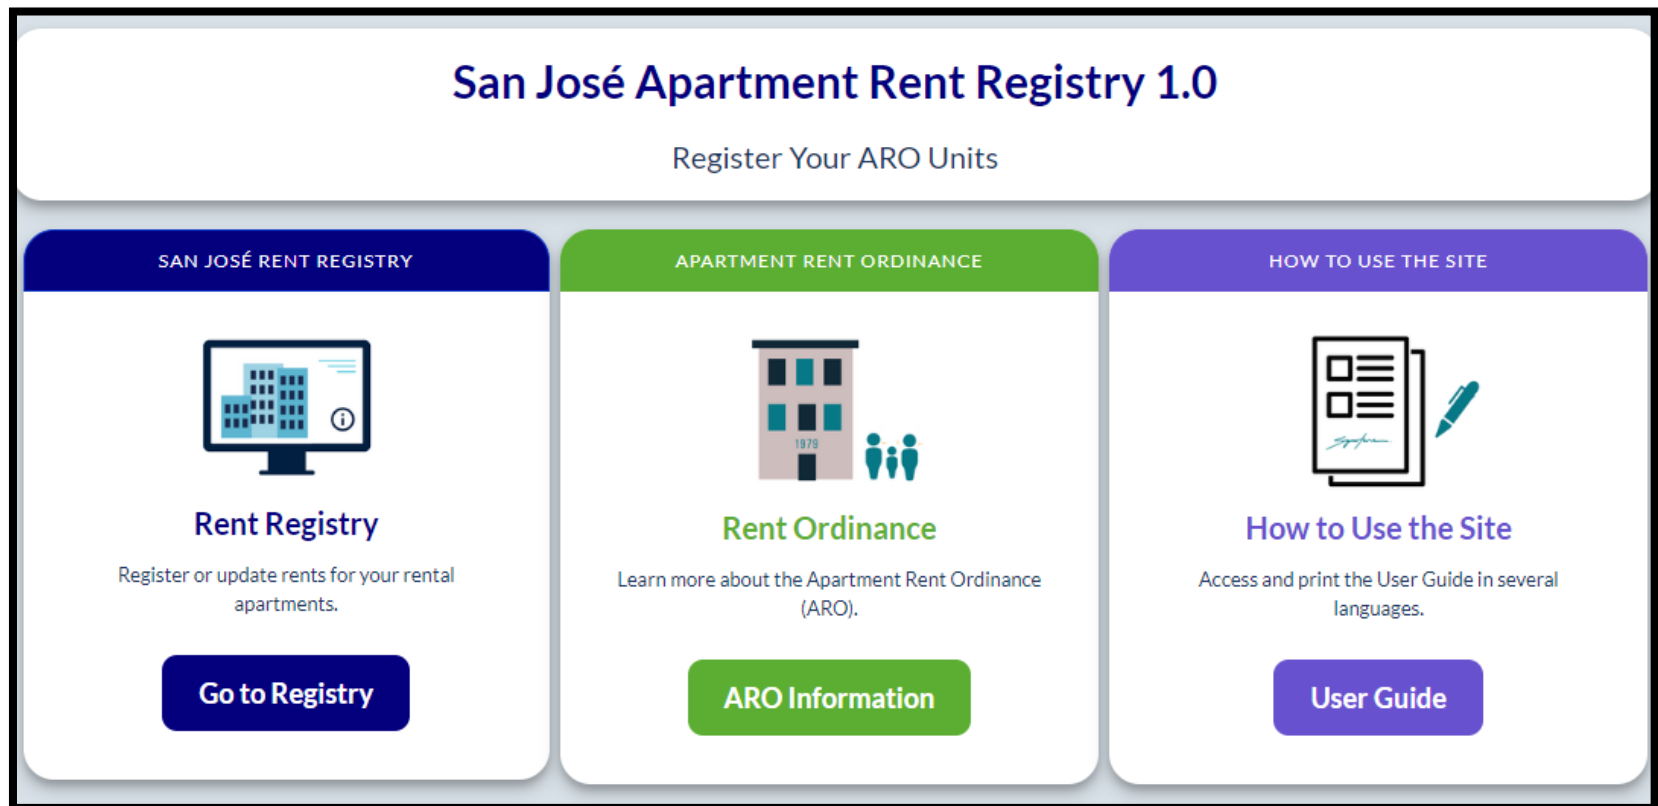 San José Apartment Rent Registry 1.0
Register Your ARO Units
SAN JOSÉ RENT REGISTRY
Rent Registry
Register or update rents for your rental
apartments.
Go to Registry
APARTMENT RENT ORDINANCE
1979
Rent Ordinance
Learn more about the Apartment Rent Ordinance
(ARO).
ARO Information
HOW TO USE THE SITE
Signature
How to Use the Site
Access and print the User Guide in several
languages.
User Guide